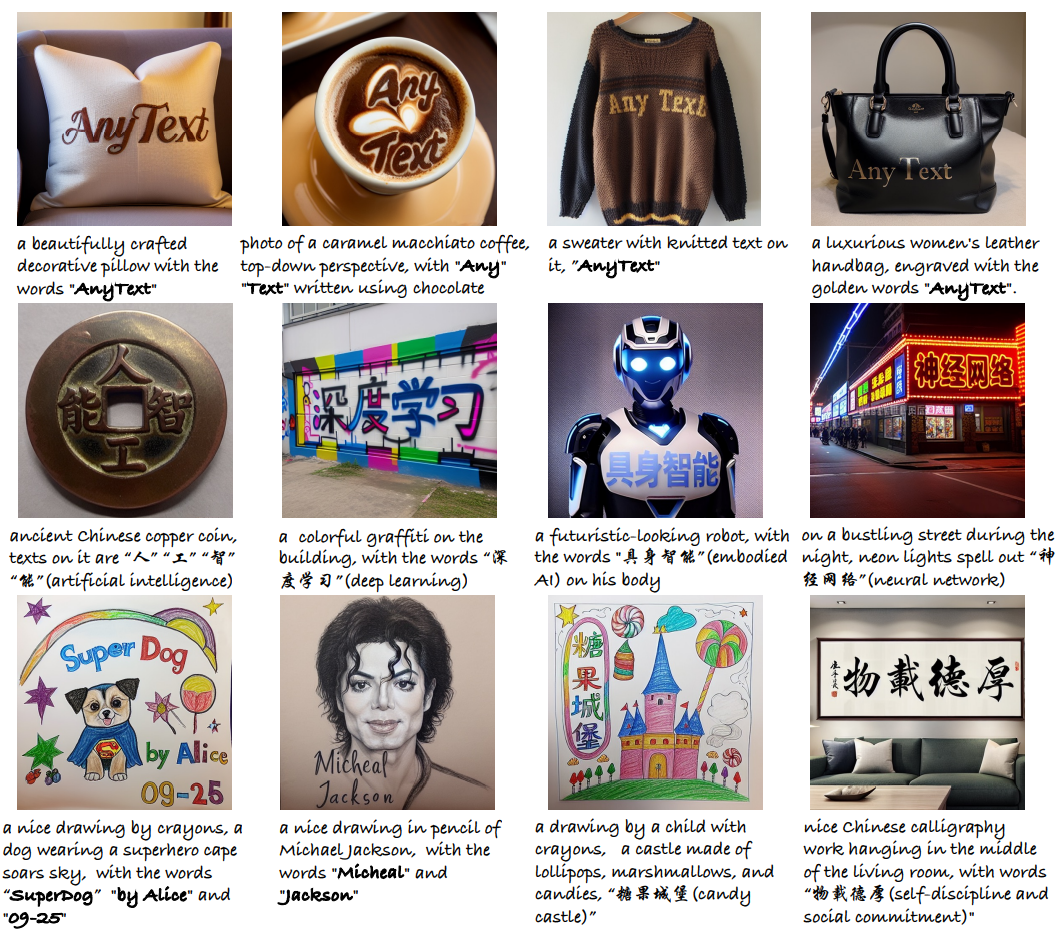 AnyText
Any
Text
Any Text
Any Text
a beautifully crafted
decorative pillow with the
words "AnyText"
photo of a caramel macchiato coffee,
top-down perspective, with "Any"
"Text" written using chocolate
a sweater with knitted text on
it, "AnyText"
a luxurious women's leather
handbag, engraved with the
golden words "AnyText".
人
能 智
工
深度学习
具身智能
神经网络
ancient Chinese copper coin,
texts on it are “人” “工” “智”
“能”(artificial intelligence)
a colorful graffiti on the
building, with the words “深
度学习”(deep learning)
a futuristic-looking robot, with
the words "具身智能”(embodied
AI) on his body
on a bustling street during the
night, neon lights spell out “神
经网络”(neural network)
Super Dog
by Alice
09-25
Micheal
Jackson
糖果城堡
物載德厚
a nice drawing by crayons, a
dog wearing a superhero cape
soars sky, with the words
“SuperDog” "by Alice" and
"09-25"
a nice drawing in pencil of
Michael Jackson, with the
words "Micheal" and
"Jackson"
a drawing by a child with
crayons, a castle made of
lollipops, marshmallows, and
candies, “糖果城堡(candy
castle)”
nice Chinese calligraphy
work hanging in the middle
of the living room, with words
“物載德厚(self-discipline and
social commitment)"